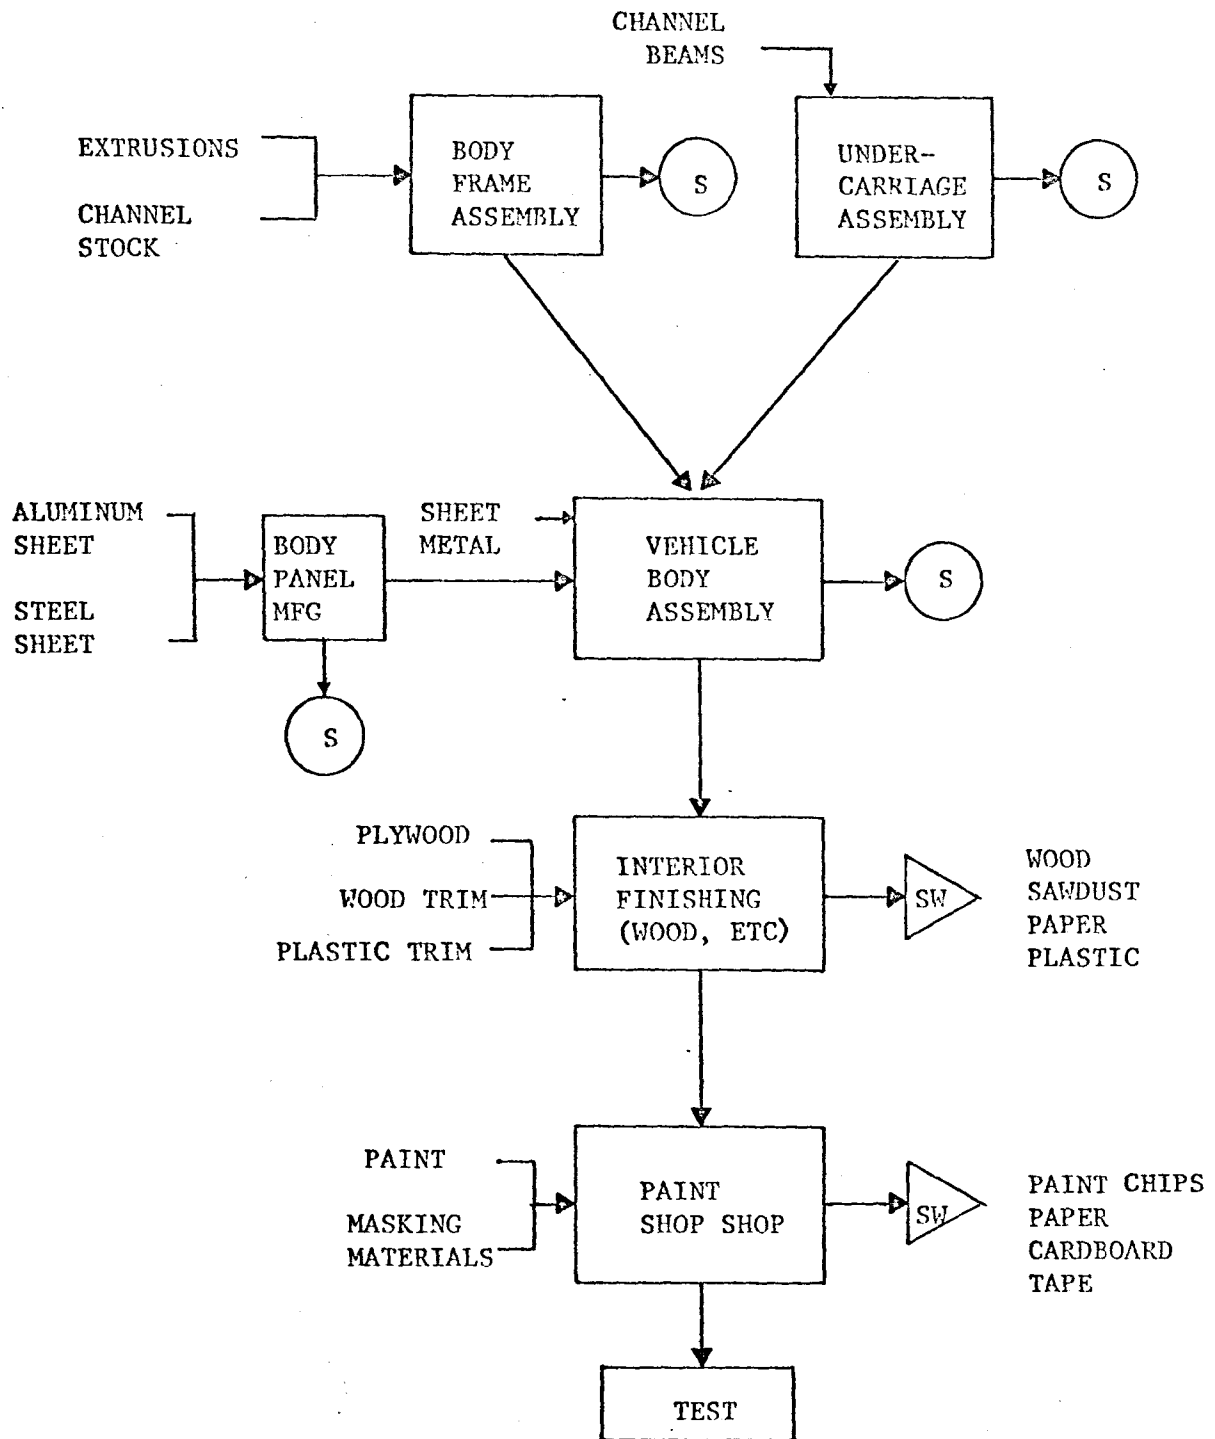 CHANNEL
BEAMS
EXTRUSIONS
CHANNEL
STOCK
BODY
FRAME
ASSEMBLY
S
UNDER-
CARRIAGE
ASSEMBLY
S
ALUMINUM
SHEET
STEEL
SHEET
BODY
PANEL
MFG
S
SHEET
METAL
VEHICLE
BODY
ASSEMBLY
S
PLYWOOD
WOOD TRIM
PLASTIC TRIM
INTERIOR
FINISHING
(WOOD, ETC)
SW
WOOD
SAWDUST
PAPER
PLASTIC
PAINT
MASKING
MATERIALS
PAINT
SHOP SHOP
SW
PAINT CHIPS
PAPER
CARDBOARD
TAPE
TEST